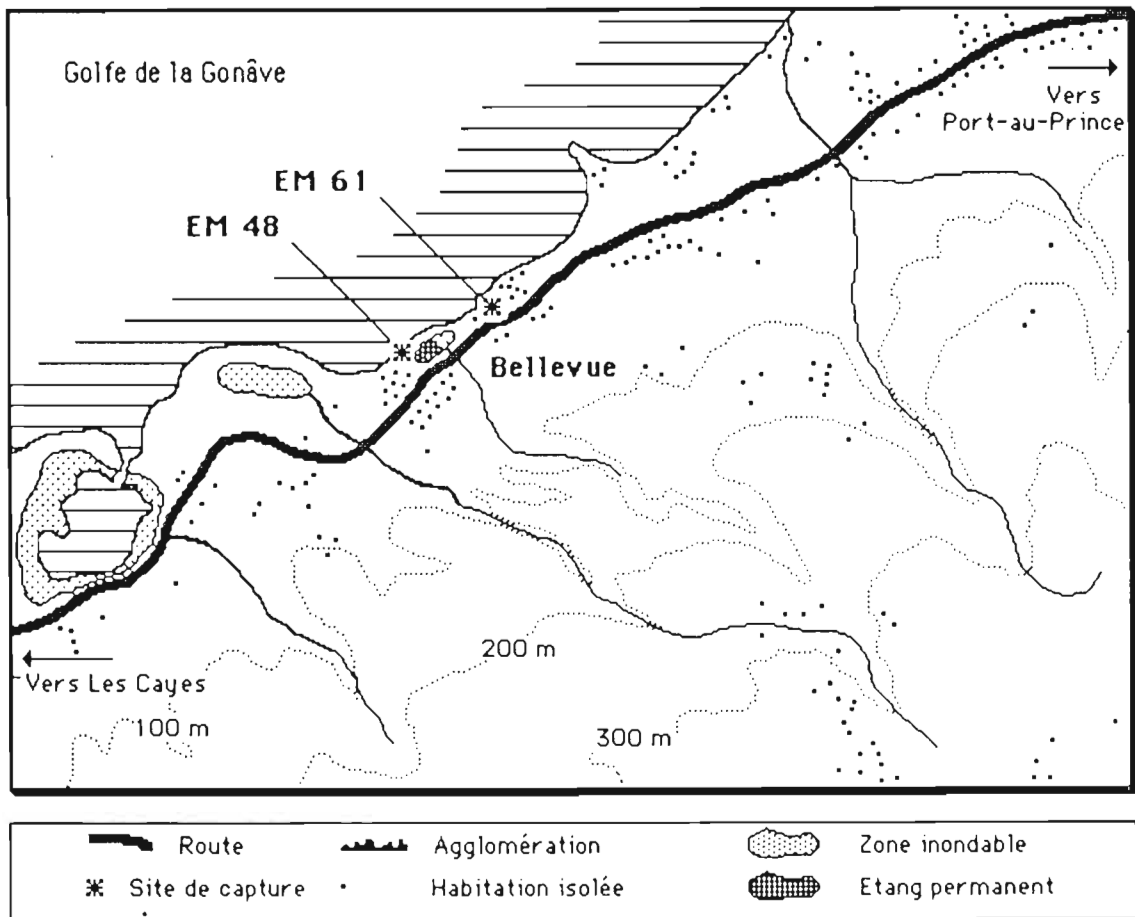 Golfe de la Gonâve
Vers
Port-au-Prince
EM 61
EM 48
Bellevue
200 m
Vers Les Cayes
100 m
300 m
Route
Agglomération
Zone inondable
Site de capture
Habitation isolée
Etang permanent